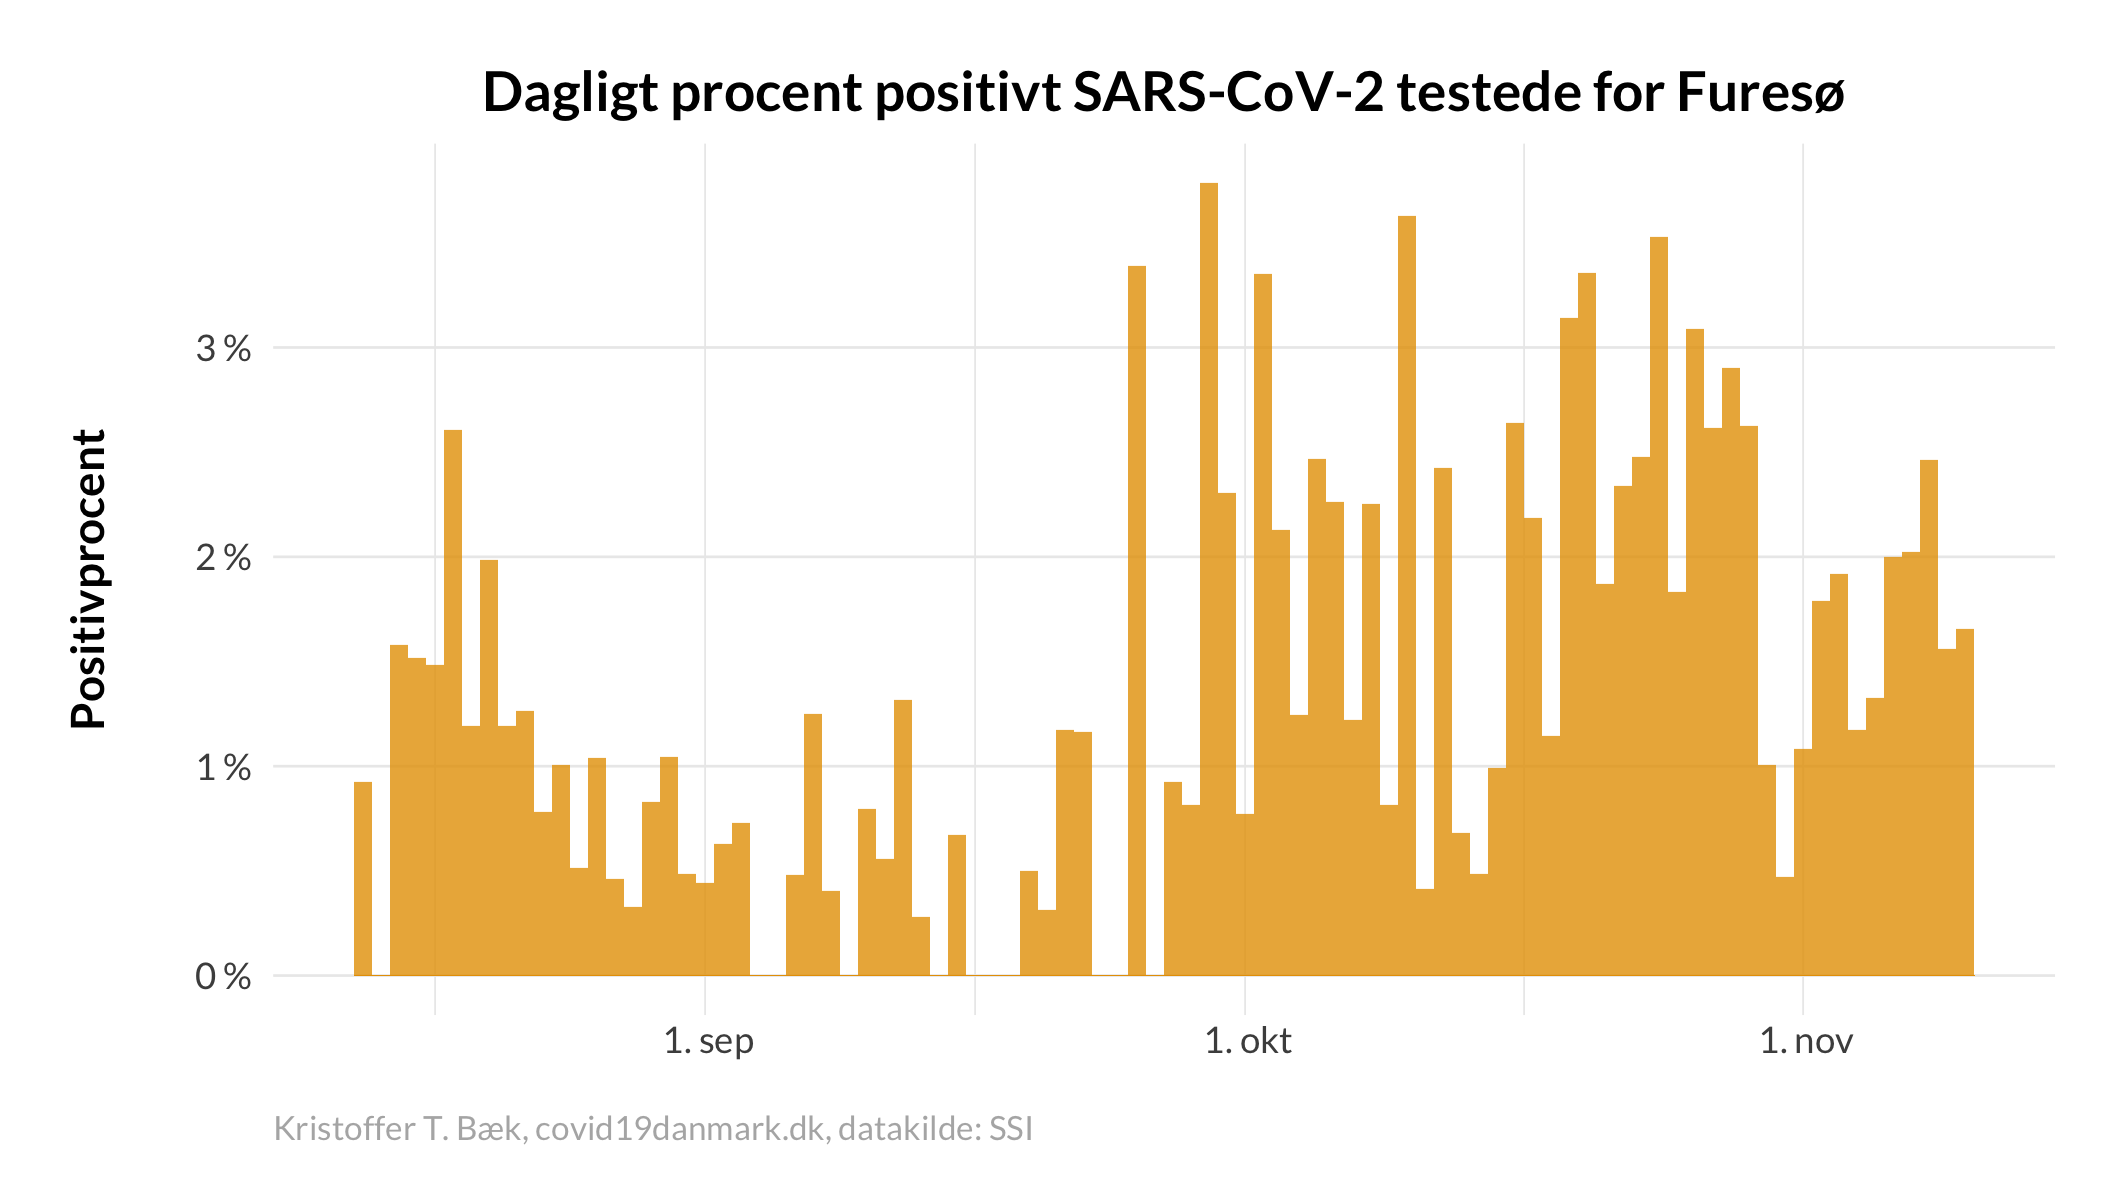 Dagligt procent positivt SARS-CoV-2 testede for Furesø
Positivprocent
3 %
2 %
1 %
0 %
1. sep
1. okt
1. nov
Kristoffer T. Bæk, covid19danmark.dk, datakilde: SSI